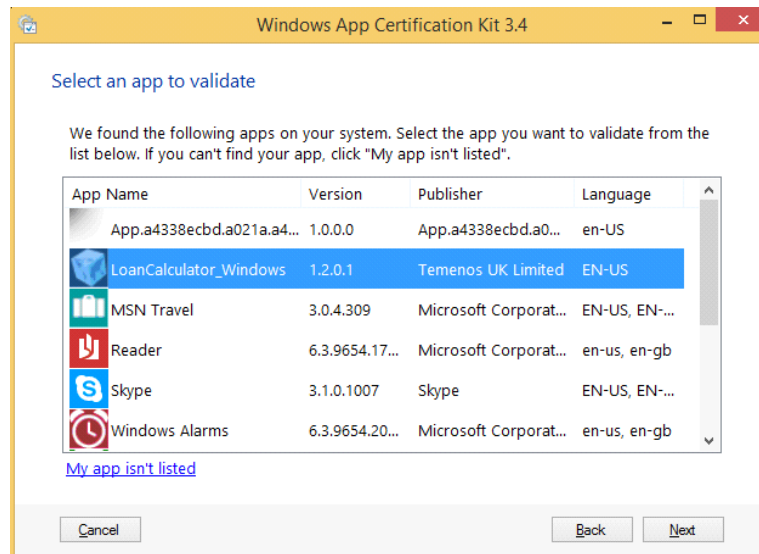 Windows App Certification Kit 3.4
Select an app to validate
We found the following apps on your system. Select the app you want to validate from the
list below. If you can't find your app, click "My app isn't listed".
App Name Version Publisher Language
App.a4338ecbd.a021a.a4... 1.0.0.0 App.a4338ecbd.a0... en-US
LoanCalculator_Windows 1.2.0.1 Temenos UK Limited EN-US
MSN Travel 3.0.4.309 Microsoft Corporat... EN-US, EN-...
Reader 6.3.9654.17... Microsoft Corporat... en-us, en-gb
Skype 3.1.0.1007 Skype EN-US, EN-...
Windows Alarms 6.3.9654.20... Microsoft Corporat... en-us, en-gb
My app isn't listed
Cancel Back Next